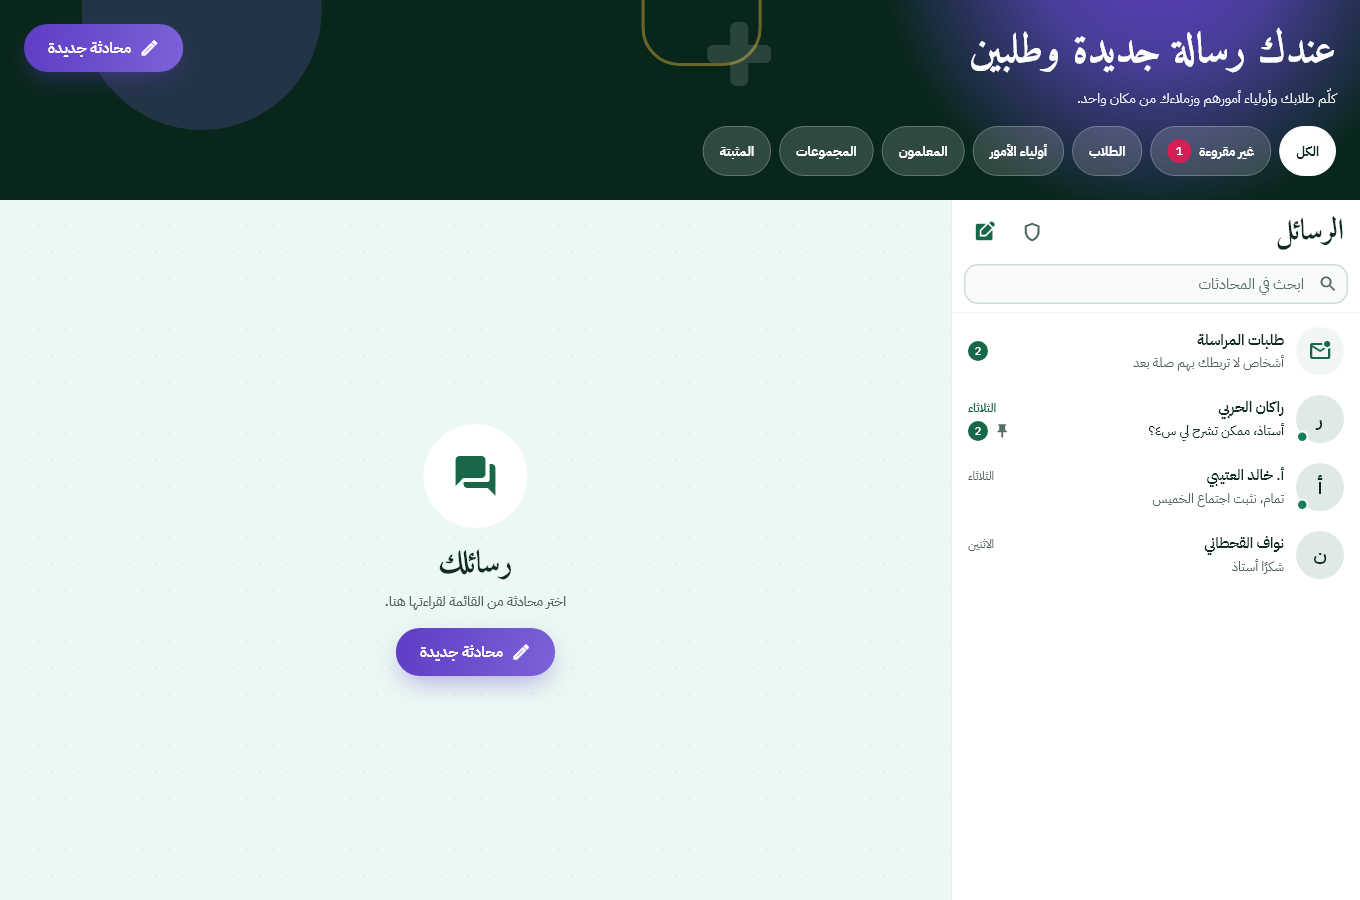 عندك رسالة جديدة وطلبين
محادثة جديدة
كلّم طلابك وأولياء أمورهم وزملاءك من مكان واحد.
الكل
غير مقروءة 1
الطلاب
أولياء الأمور
المعلمون
المجموعات
المثبتة
الرسائل
ابحث في المحادثات
طلبات المراسلة
أشخاص لا تربطك بهم صلة بعد
2
ر
راكان الحربي
الثلاثاء
أستاذ، ممكن تشرح لي س٤؟
2
أ
أ. خالد العتيبي
الثلاثاء
تمام، نثبت اجتماع الخميس
ن
نواف القحطاني
الاثنين
شكرًا أستاذ
رسائلك
اختر محادثة من القائمة لقراءتها هنا.
محادثة جديدة